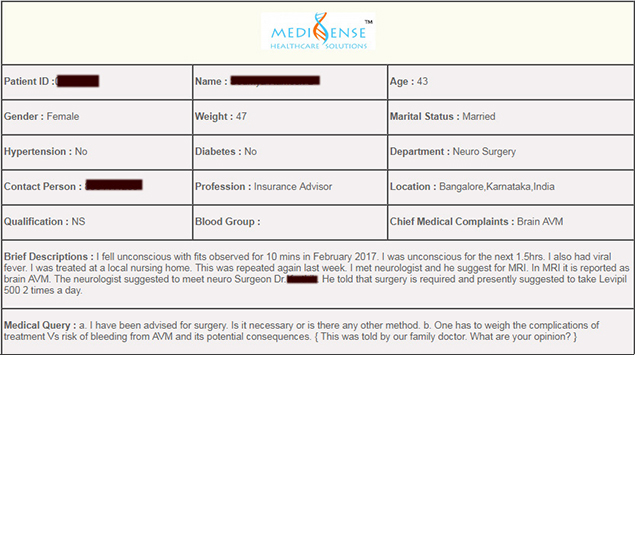 MEDISENSE TM
HEALTHCARE SOLUTIONS
Patient ID :
Name :
Age : 43
Gender : Female
Weight : 47
Marital Status : Married
Hypertension : No
Diabetes : No
Department : Neuro Surgery
Contact Person :
Profession : Insurance Advisor
Location : Bangalore,Karnataka,India
Qualification : NS
Blood Group :
Chief Medical Complaints : Brain AVM
Brief Descriptions : I fell unconscious with fits observed for 10 mins in February 2017. I was unconscious for the next 1.5hrs. I also had viral
fever. I was treated at a local nursing home. This was repeated again last week. I met neurologist and he suggest for MRI. In MRI it is reported as
brain AVM. The neurologist suggested to meet neuro Surgeon Dr. He told that surgery is required and presently suggested to take Levipil
500 2 times a day.
Medical Query : a. I have been advised for surgery. Is it necessary or is there any other method. b. One has to weigh the complications of
treatment Vs risk of bleeding from AVM and its potential consequences. { This was told by our family doctor. What are your opinion? }